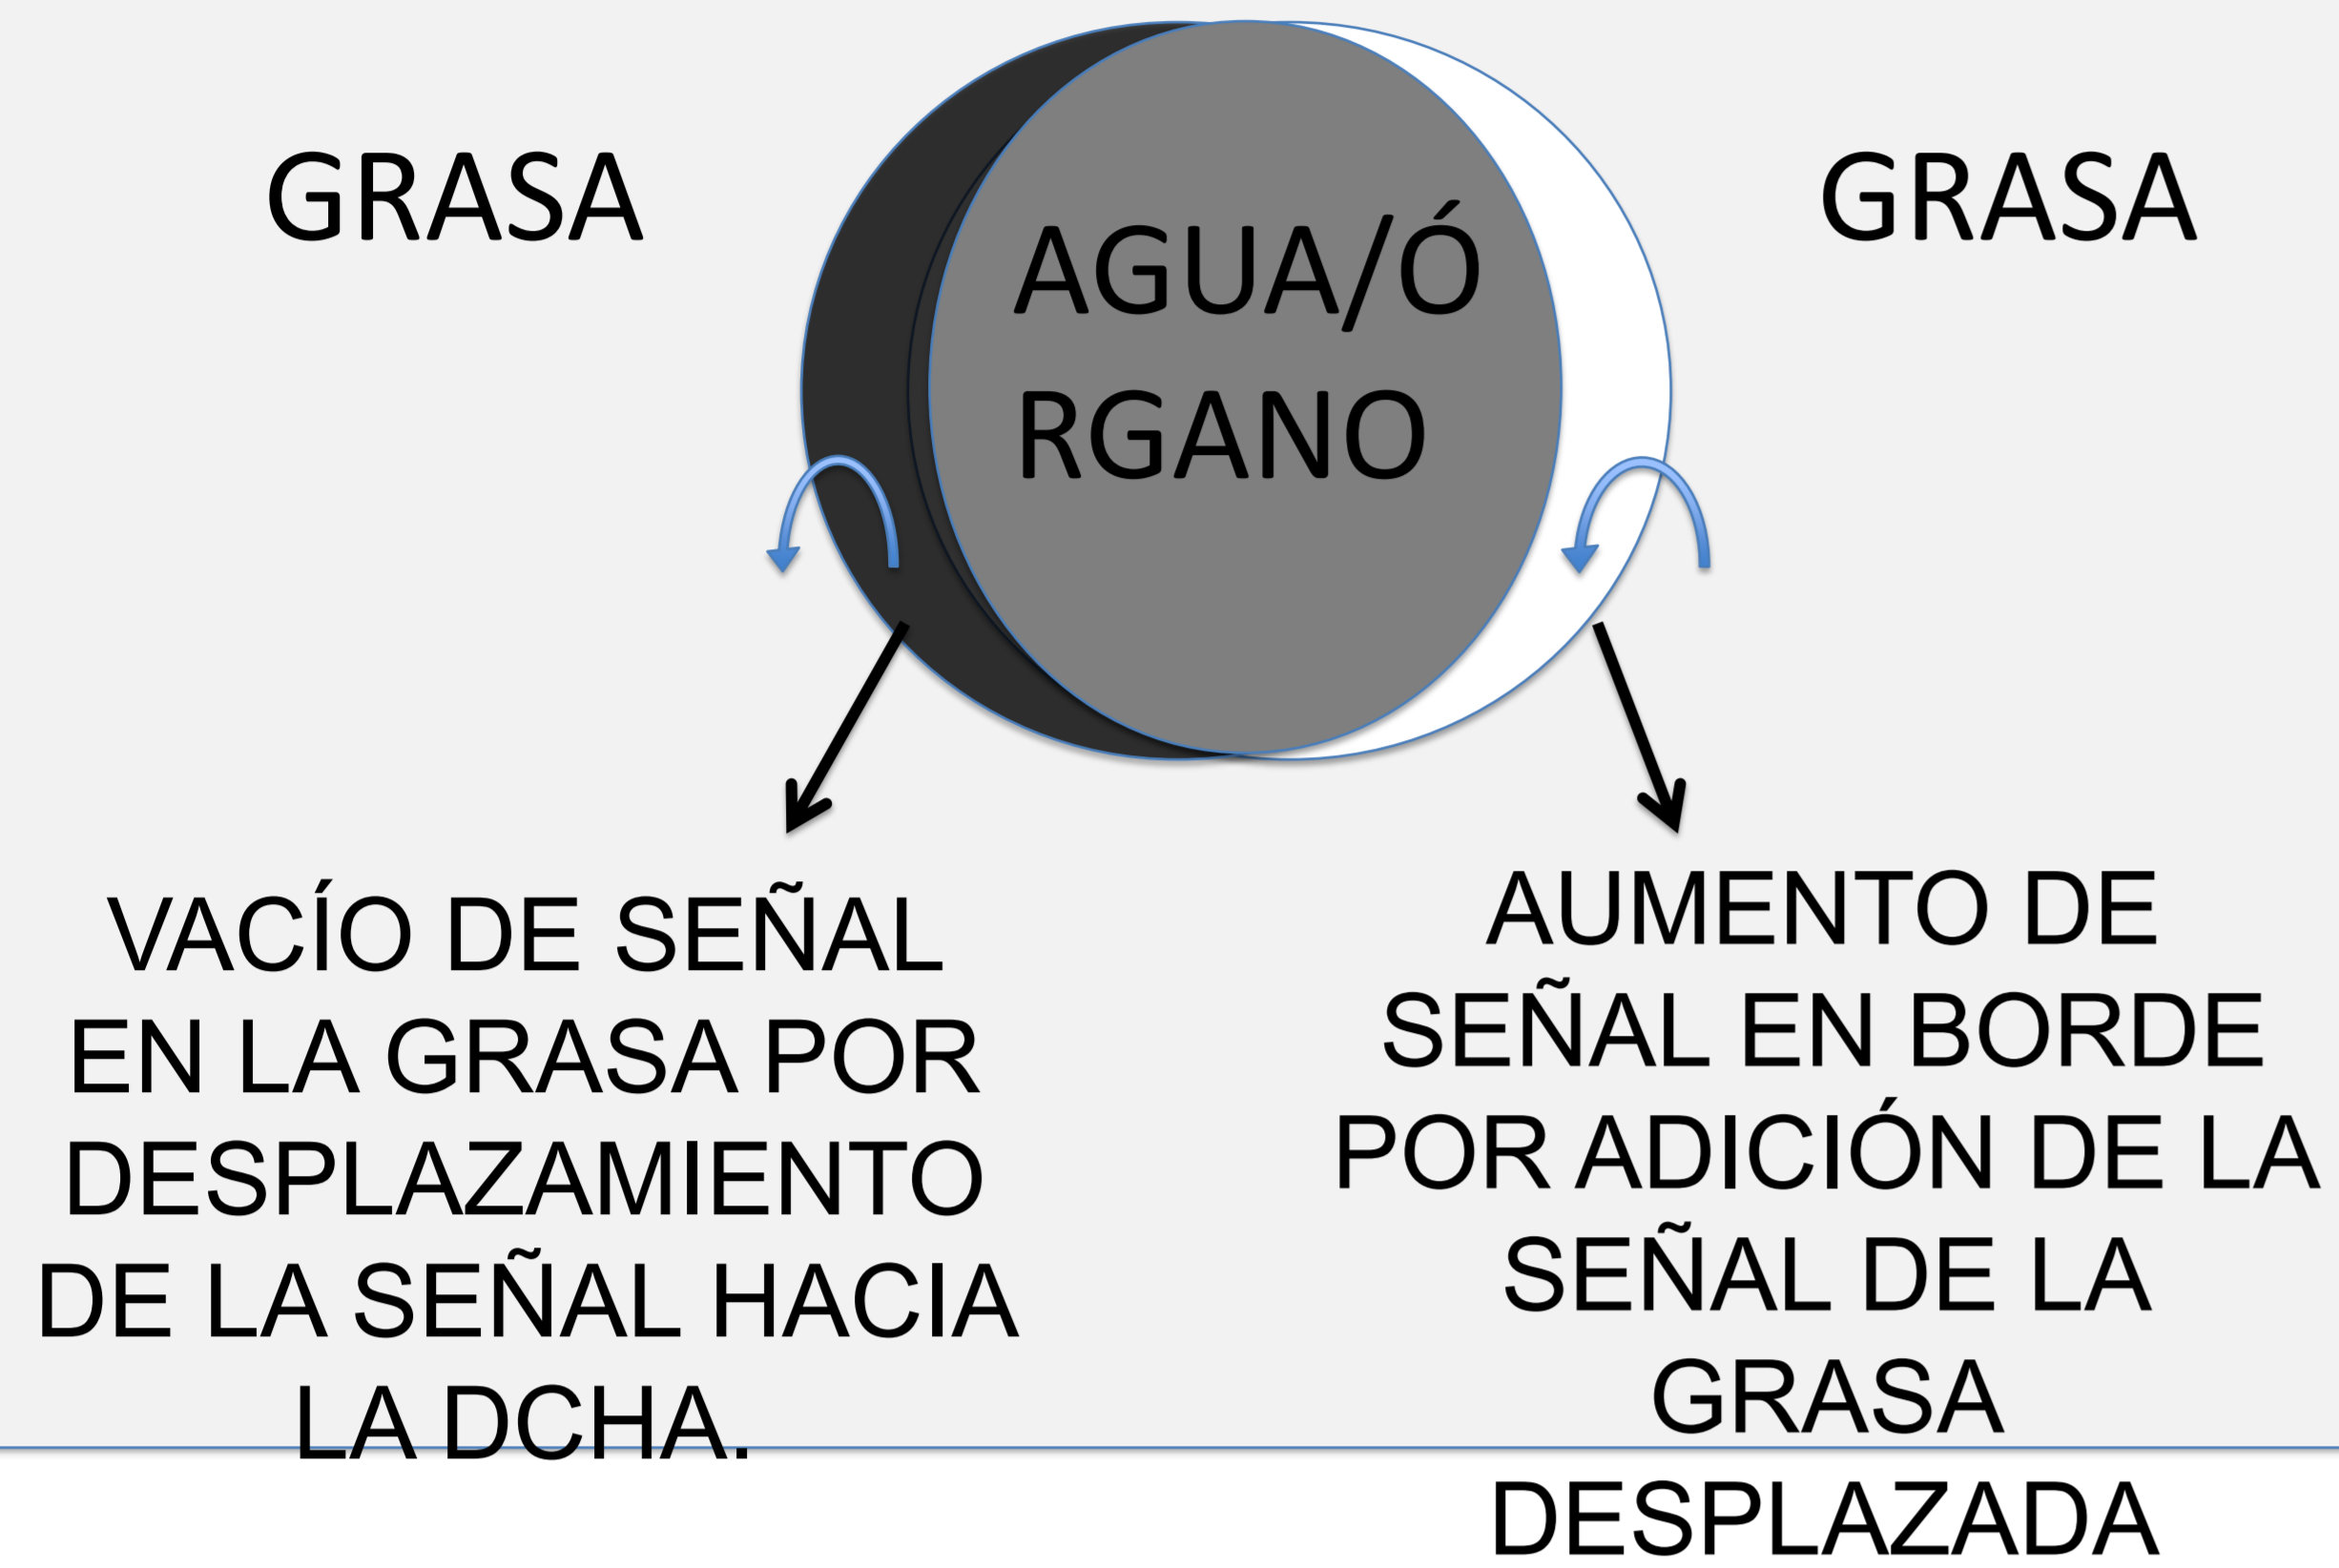 GRASA
AGUA/Ó
RGANO
GRASA
VACÍO DE SEÑAL
EN LA GRASA POR
DESPLAZAMIENTO
DE LA SEÑAL HACIA
LA DCHA.
AUMENTO DE
SEÑAL EN BORDE
POR ADICIÓN DE LA
SEÑAL DE LA
GRASA
DESPLAZADA